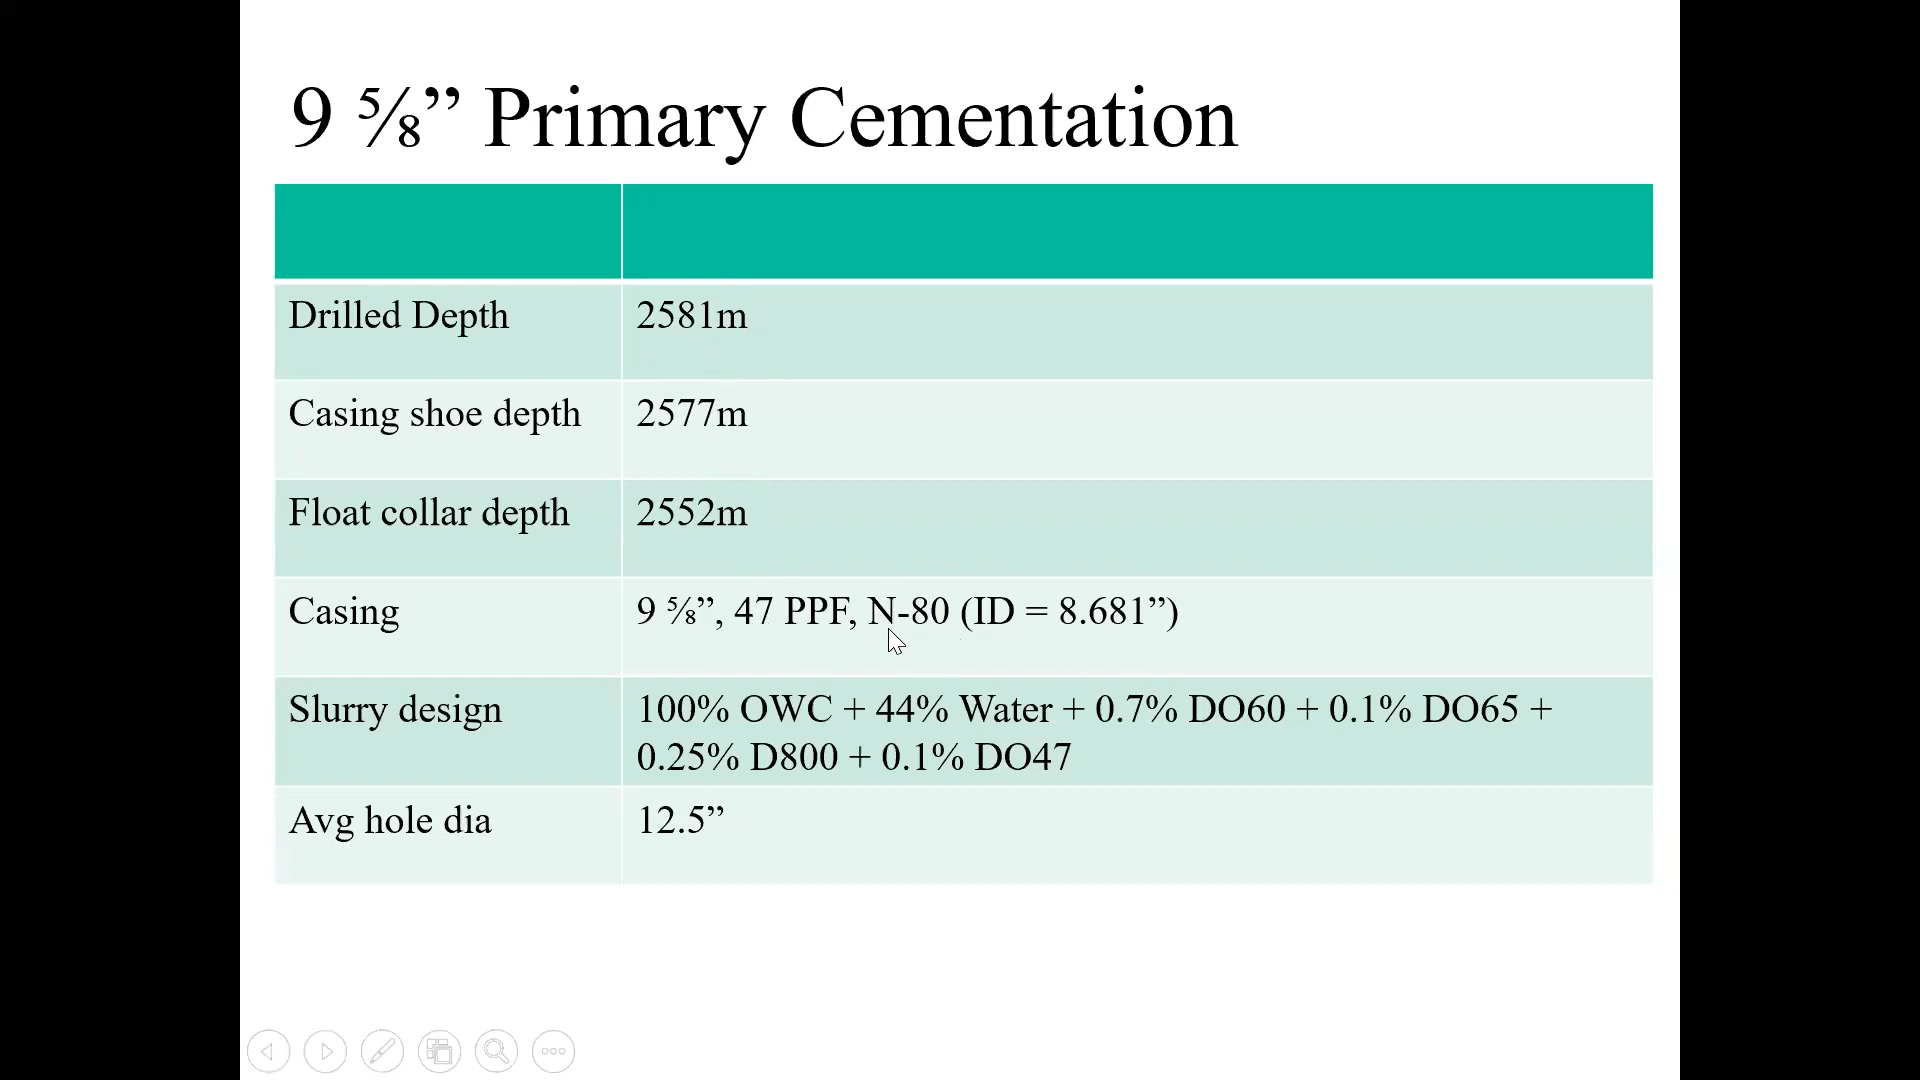 9 ⅝” Primary Cementation
Drilled Depth 2581m
Casing shoe depth 2577m
Float collar depth 2552m
Casing 9 ⅝”, 47 PPF, N-80 (ID = 8.681”)
Slurry design 100% OWC + 44% Water + 0.7% DO60 + 0.1% DO65 +
0.25% D800 + 0.1% DO47
Avg hole dia 12.5”